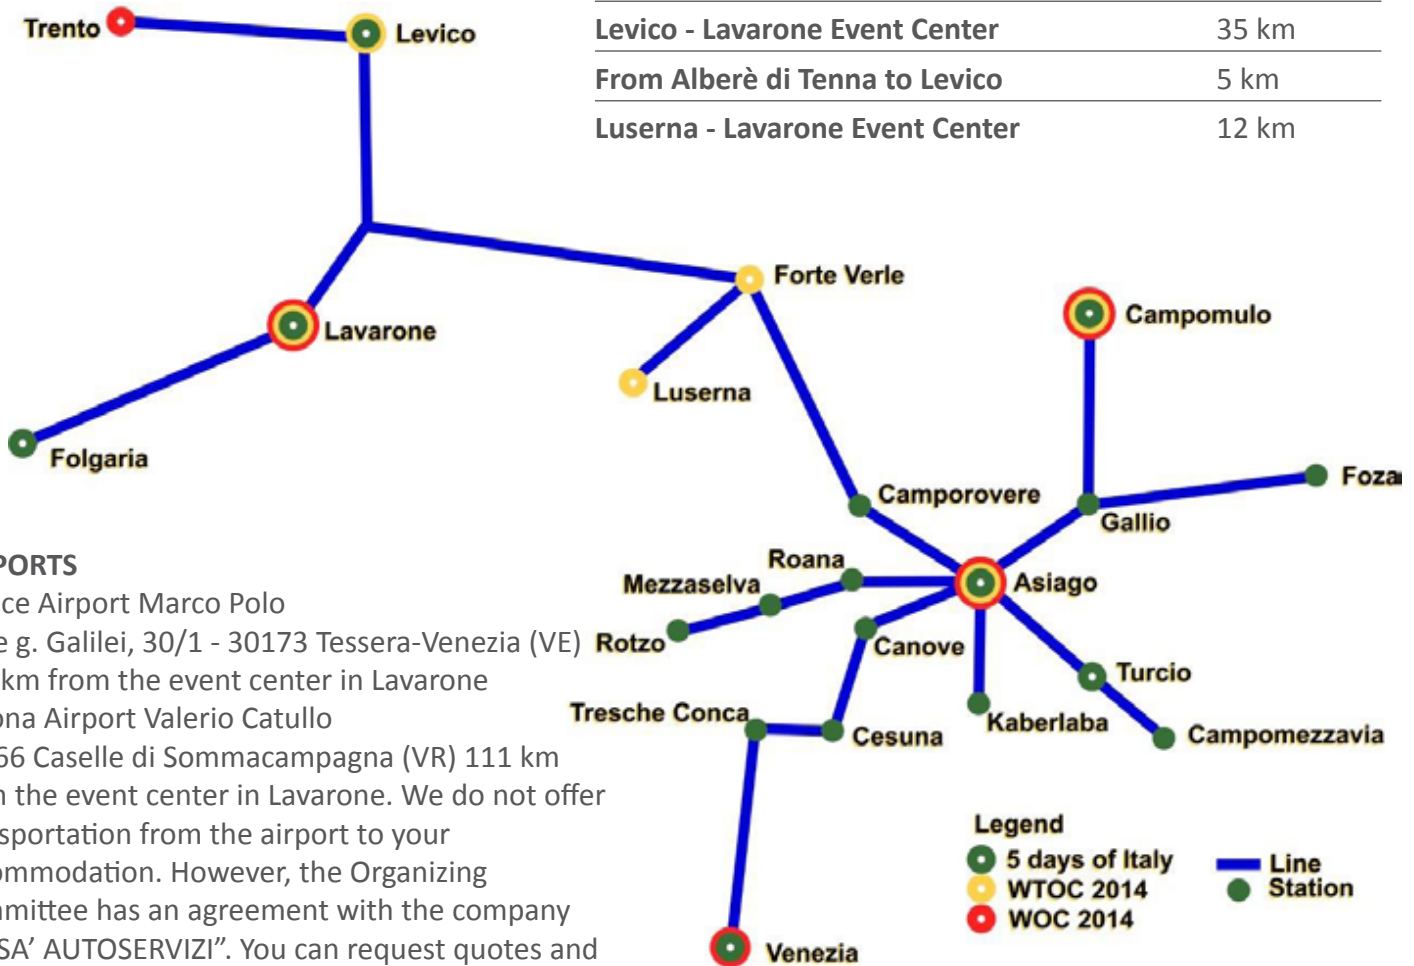 Levico - Lavarone Event Center 35 km
From Alberè di Tenna to Levico 5 km
Luserna - Lavarone Event Center 12 km
Trento
Levico
Forte Verle
Campomulo
Lavarone
Luserna
Folgaria
Foza
Camporovere
Gallio
Roana
Asiago
Mezzaselva
Rotzo
Canove
Turcio
Tresche Conca
Kaberlaba
Cesuna
Campomezzavia
Venezia
PORTS
ce Airport Marco Polo
e g. Galilei, 30/1 - 30173 Tessera-Venezia (VE)
km from the event center in Lavarone
ona Airport Valerio Catullo
66 Caselle di Sommacampagna (VR) 111 km
the event center in Lavarone. We do not offer
sportation from the airport to your
ommodation. However, the Organizing
mittee has an agreement with the company
SA’ AUTOSERVIZI”. You can request quotes and
Legend
5 days of Italy
WTOC 2014
WOC 2014
Line
Station